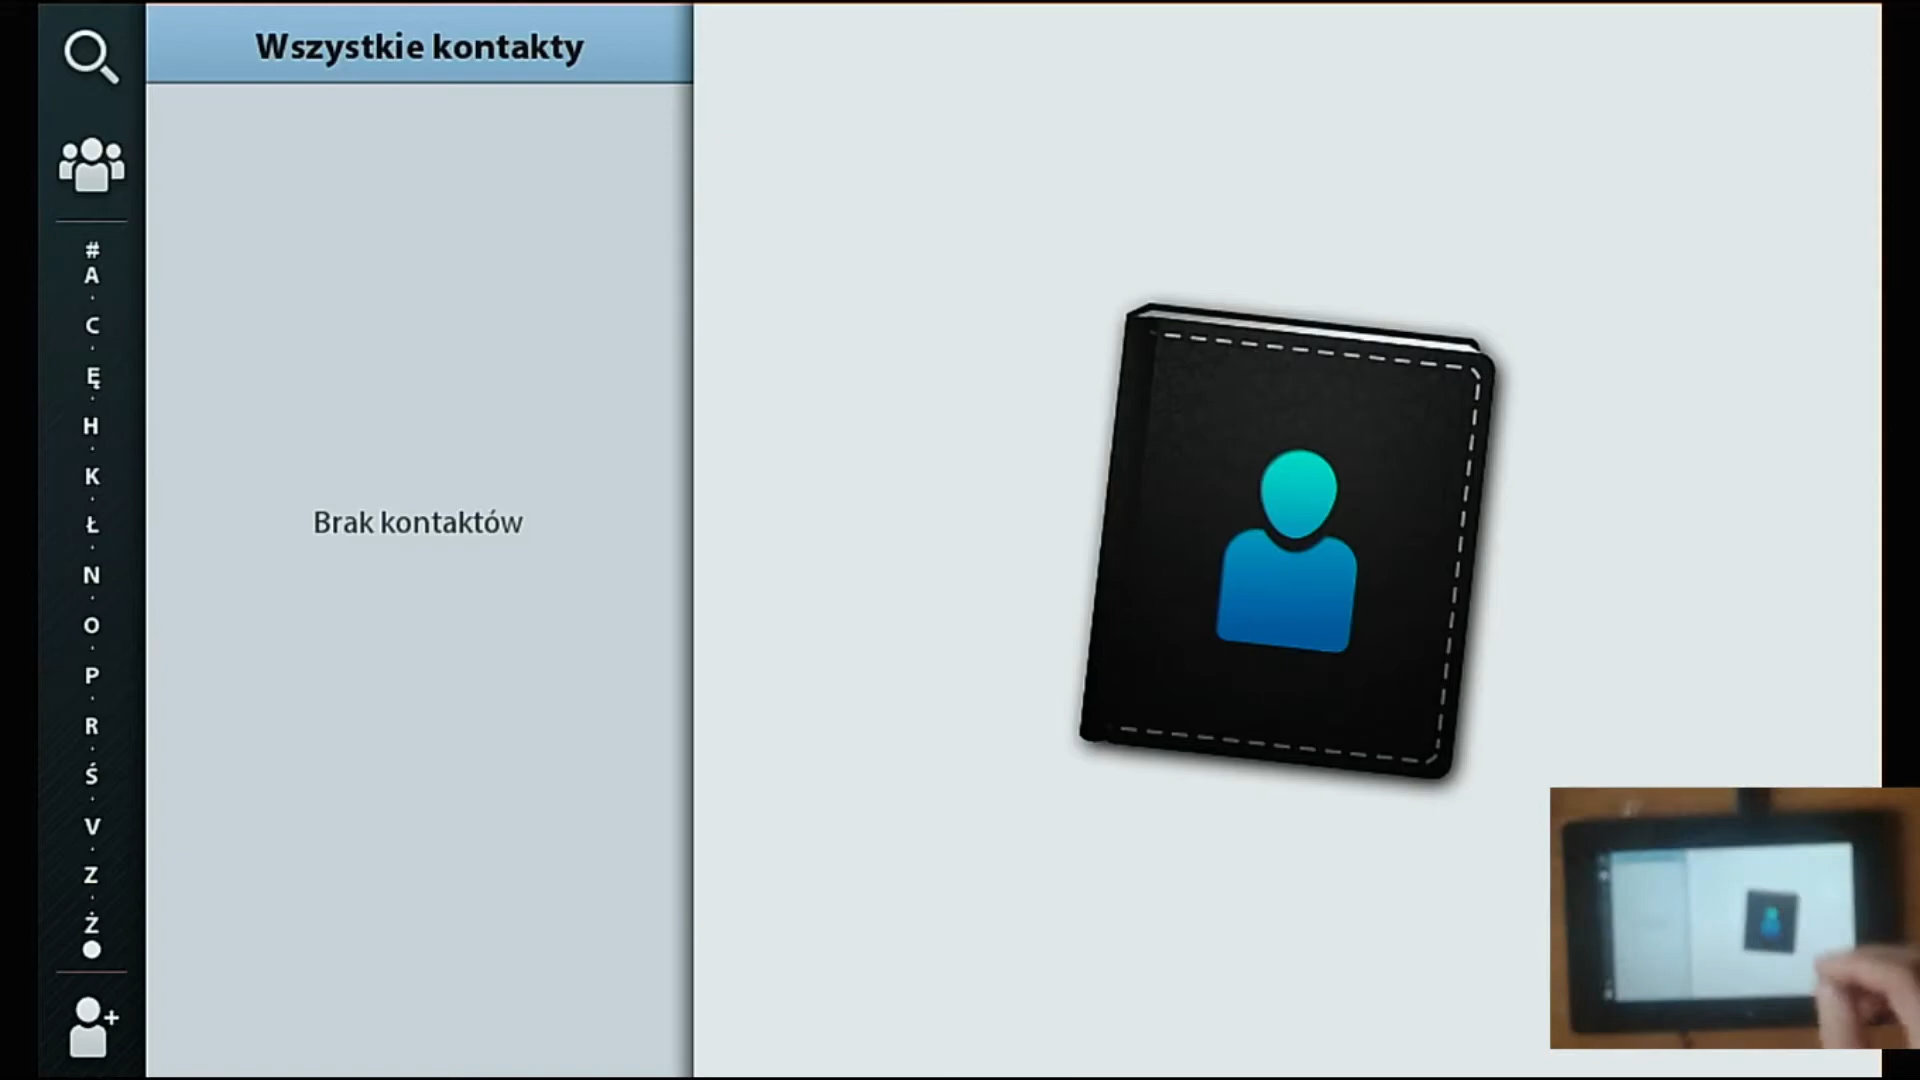 Wszystkie kontakty
#
A
C
Ę
H
K
Ł
N
O
P
R
Ś
V
Z
Ż
Brak kontaktów